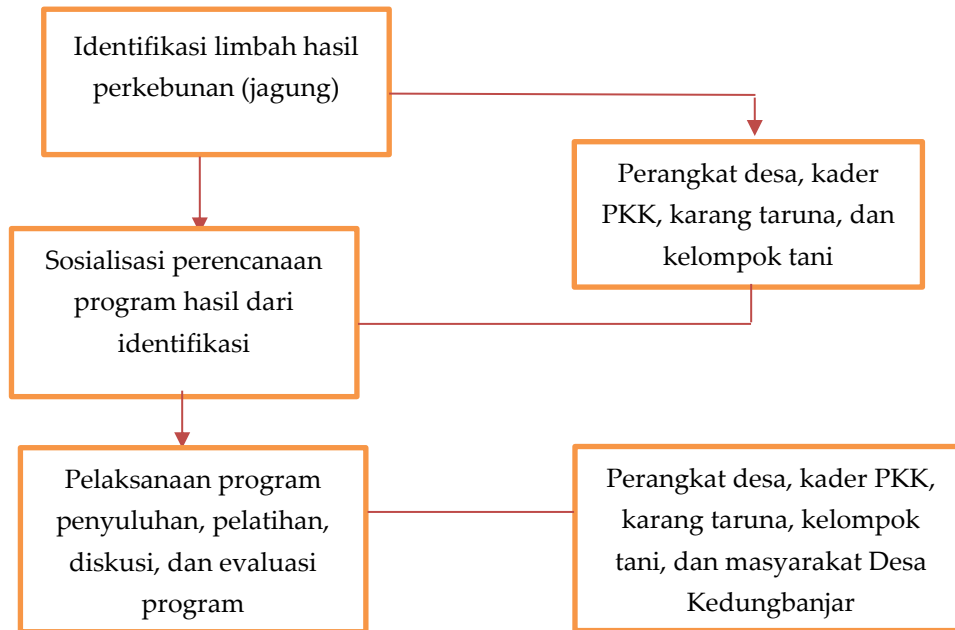 Identifikasi limbah hasil
perkebunan (jagung)
Perangkat desa, kader
PKK, karang taruna, dan
kelompok tani
Sosialisasi perencanaan
program hasil dari
identifikasi
Pelaksanaan program
penyuluhan, pelatihan,
diskusi, dan evaluasi
program
Perangkat desa, kader PKK,
karang taruna, kelompok
tani, dan masyarakat Desa
Kedungbanjar